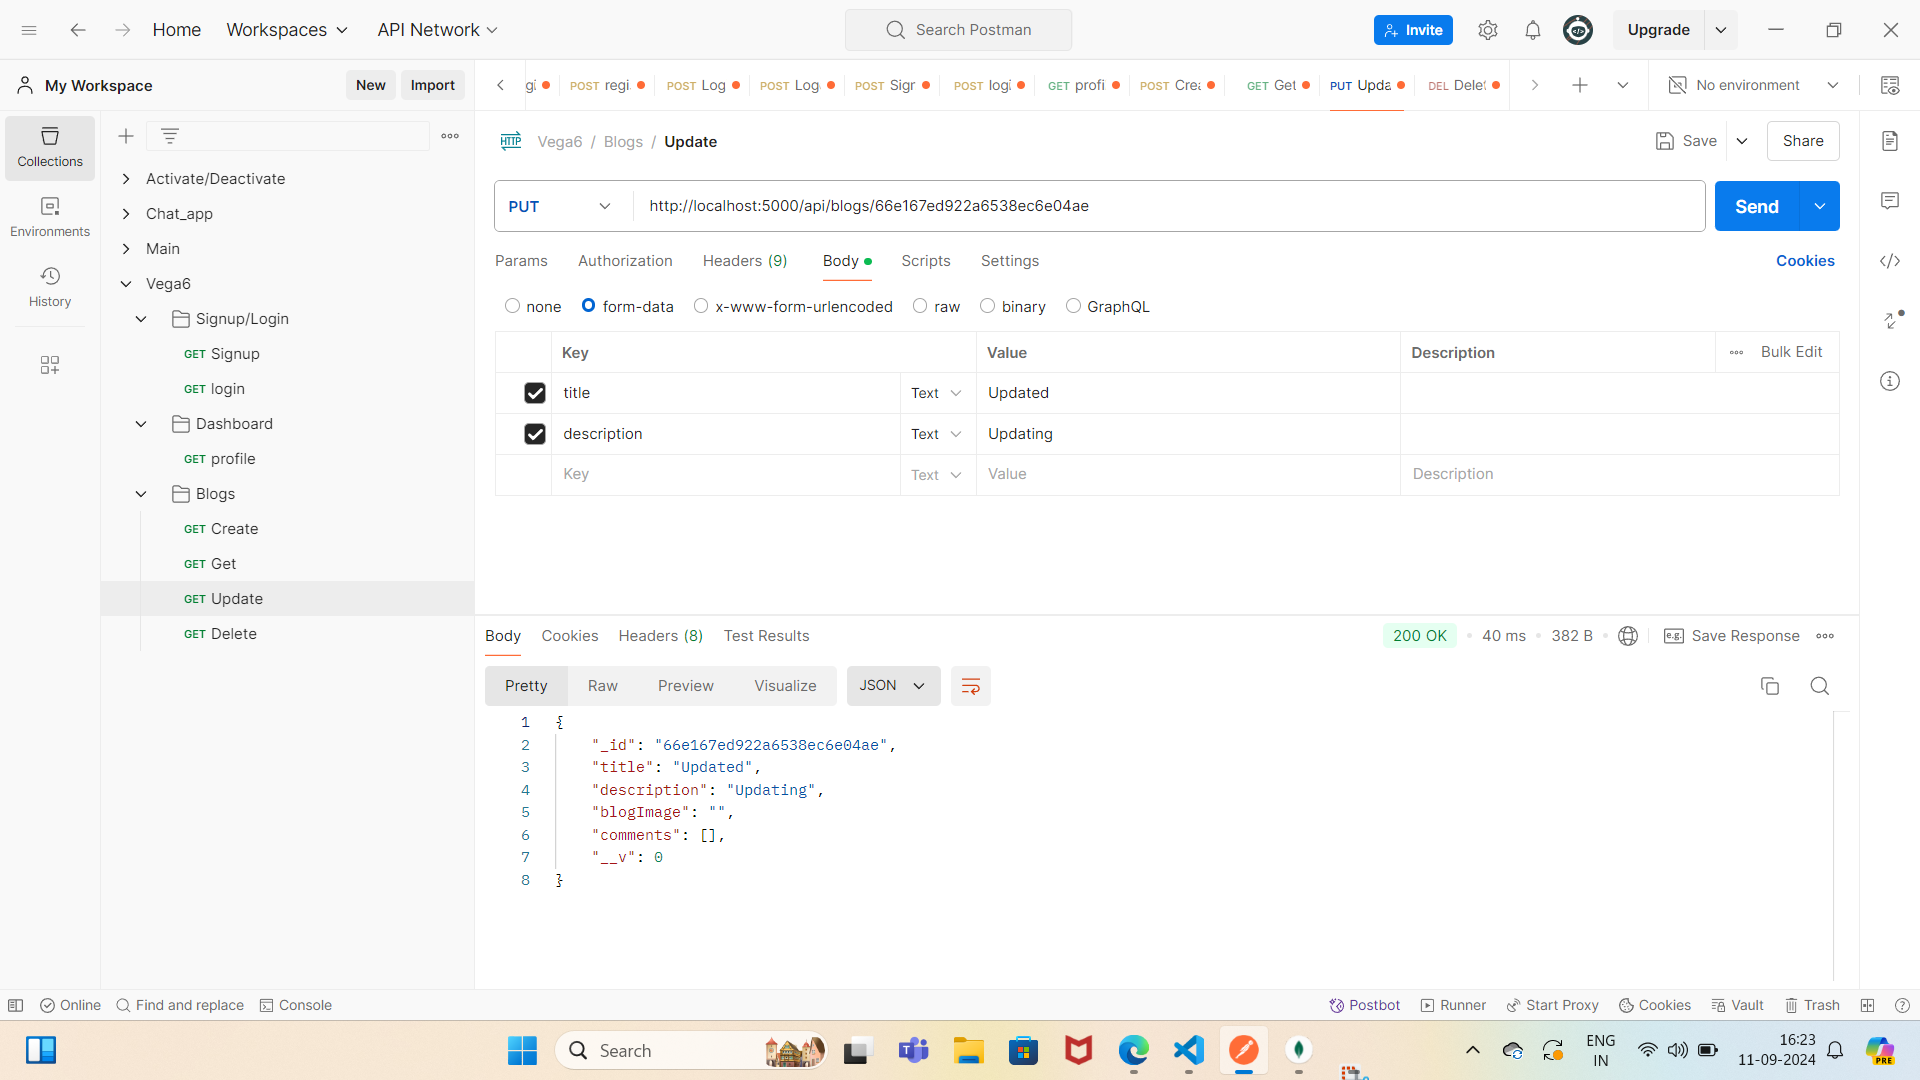 Home Workspaces API Network Search Postman Invite Upgrade
My Workspace New Import
POST regi POST Log POST Log POST Sigr POST logi GET profi POST Crea GET Get PUT Upda DEL Delet No environment
Collections
Environments
History
Activate/Deactivate
Chat_app
Main
Vega6
Signup/Login
GET Signup
GET login
Dashboard
GET profile
Blogs
GET Create
GET Get
GET Update
GET Delete
HTTP Vega6 / Blogs / Update Save Share
PUT http://localhost:5000/api/blogs/66e167ed922a6538ec6e04ae Send
Params Authorization Headers (9) Body Scripts Settings Cookies
none form-data x-www-form-urlencoded raw binary GraphQL
Key Value Description Bulk Edit
title Text Updated
description Text Updating
Key Text Value Description
Body Cookies Headers (8) Test Results 200 OK 40 ms 382 B e.g. Save Response
Pretty Raw Preview Visualize JSON
1 {
2 "_id": "66e167ed922a6538ec6e04ae",
3 "title": "Updated",
4 "description": "Updating",
5 "blogImage": "",
6 "comments": [],
7 "__v": 0
8 }
Online Find and replace Console Postbot Runner Start Proxy Cookies Vault Trash
Search ENG IN 16:23 11-09-2024 PRE